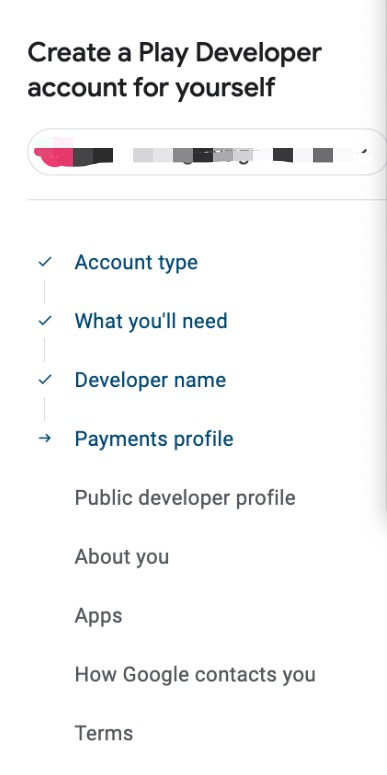 Create a Play Developer
account for yourself
Account type
What you'll need
Developer name
Payments profile
Public developer profile
About you
Apps
How Google contacts you
Terms